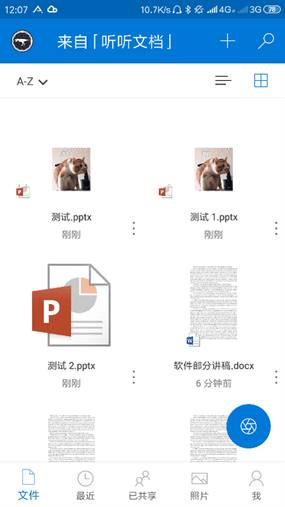 12:07 10.7K/s 4G 3G 78
来自「听听文档」
A-Z
测试.pptx 测试 1.pptx
刚刚 刚刚
P
测试 2.pptx 软件部分讲稿.docx
刚刚 6 分钟前
文件 最近 已共享 照片 我